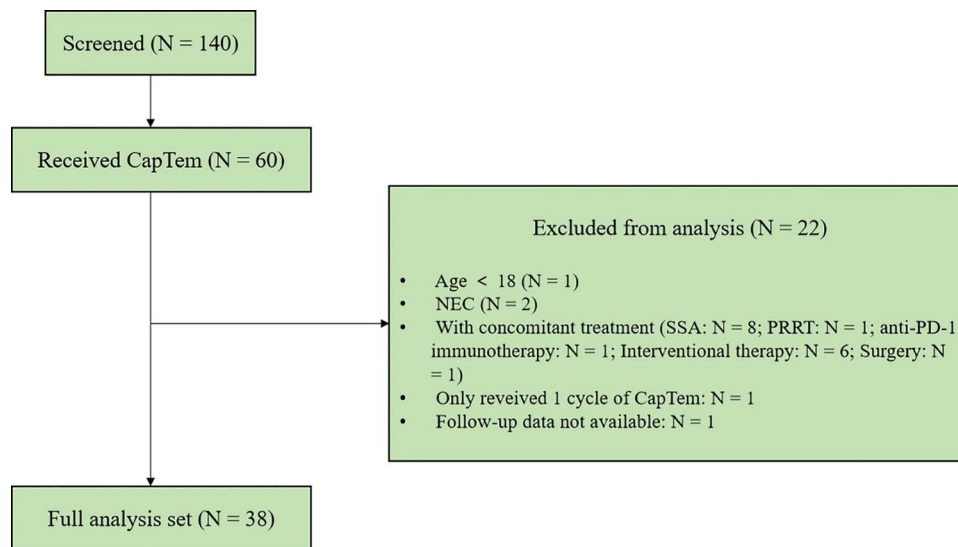 Screened (N = 140)
Received CapTem (N = 60)
Excluded from analysis (N = 22)
• Age < 18 (N = 1)
• NEC (N = 2)
• With concomitant treatment (SSA: N = 8; PRRT: N = 1; anti-PD-1
immunotherapy: N = 1; Interventional therapy: N = 6; Surgery: N
= 1)
• Only reveived 1 cycle of CapTem: N = 1
• Follow-up data not available: N = 1
Full analysis set (N = 38)